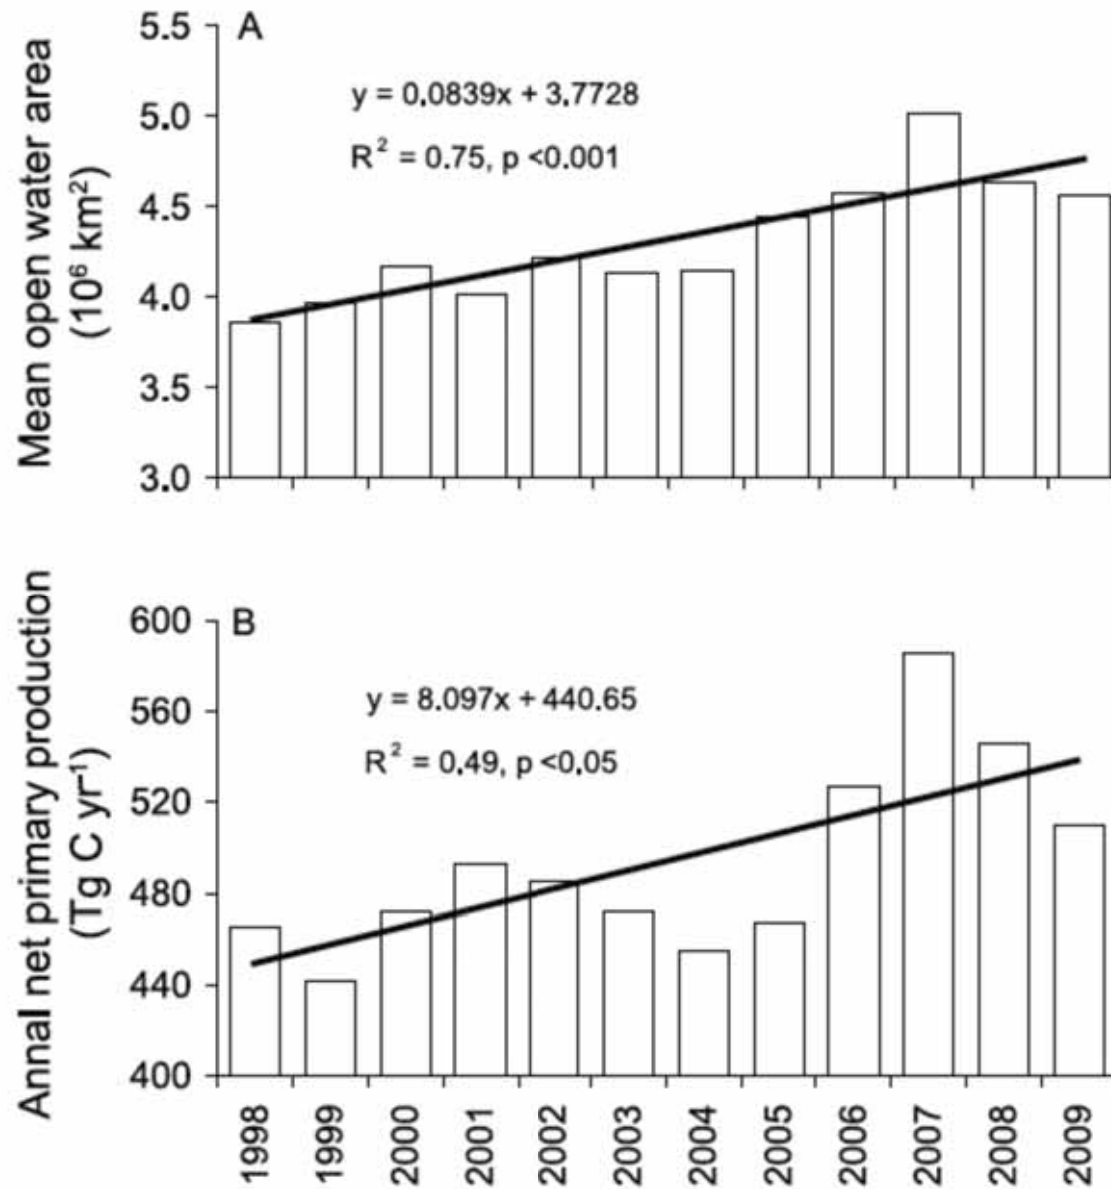 A
Mean open water area
(10⁶ km²)
5.5
5.0
4.5
4.0
3.5
3.0
y = 0.0839x + 3.7728
R² = 0.75, p <0.001
B
Annal net primary production
(Tg C yr⁻¹)
600
560
520
480
440
400
y = 8.097x + 440.65
R² = 0.49, p <0.05
1998
1999
2000
2001
2002
2003
2004
2005
2006
2007
2008
2009